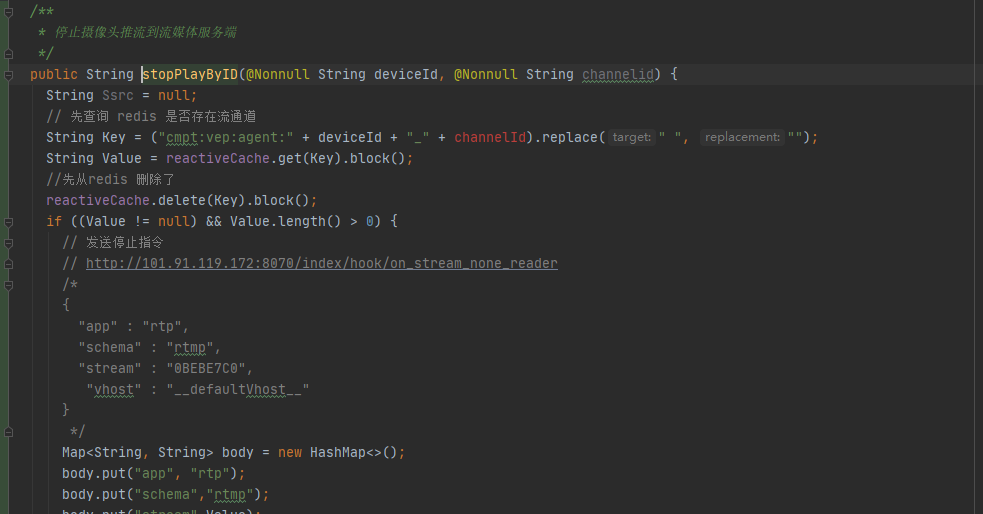 /**
* 停止摄像头推流到流媒体服务端
*/
public String stopPlayByID(@Nonnull String deviceId, @Nonnull String channelid) {
String Ssrc = null;
// 先查询 redis 是否存在流通道
String Key = ("cmpt:vep:agent:" + deviceId + "_" + channelId).replace( target: " ", replacement: "");
String Value = reactiveCache.get(Key).block();
//先从redis 删除了
reactiveCache.delete(Key).block();
if ((Value != null) && Value.length() > 0) {
// 发送停止指令
// http://101.91.119.172:8070/index/hook/on_stream_none_reader
/*
{
"app" : "rtp",
"schema" : "rtmp",
"stream" : "0BEBE7C0",
"vhost" : "__defaultVhost__"
}
*/
Map<String, String> body = new HashMap<>();
body.put("app", "rtp");
body.put("schema","rtmp");
body.put("stream",Value);